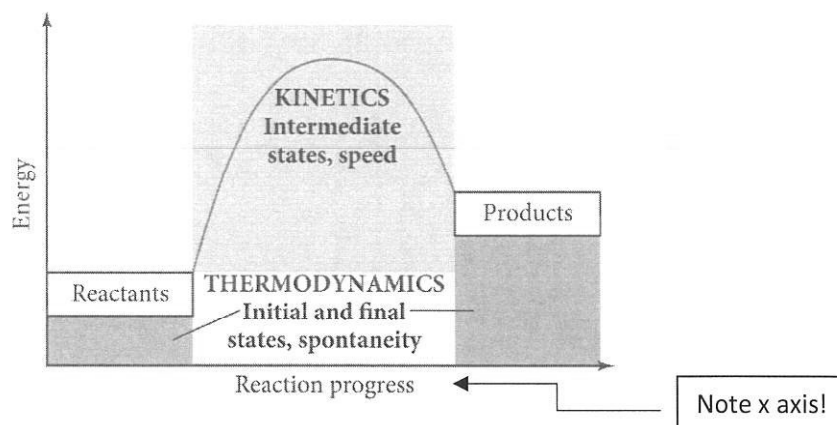 KINETICS
Intermediate
states, speed
Energy
Products
Reactants
THERMODYNAMICS
Initial and final
states, spontaneity
Reaction progress
Note x axis!